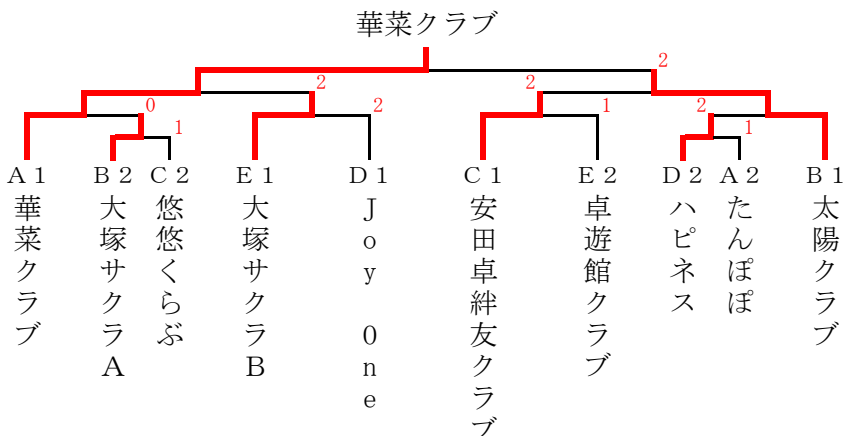 華菜クラブ
2
2
2
0
2
1
2
1
1
A1
B2
C2
E1
D1
C1
E2
D2
A2
B1
華菜クラブ
大塚サクラA
悠悠くらぶ
大塚サクラB
Joy 0ne
安田卓絆友クラブ
卓遊館クラブ
ハピネス
たんぽぽ
太陽クラブ